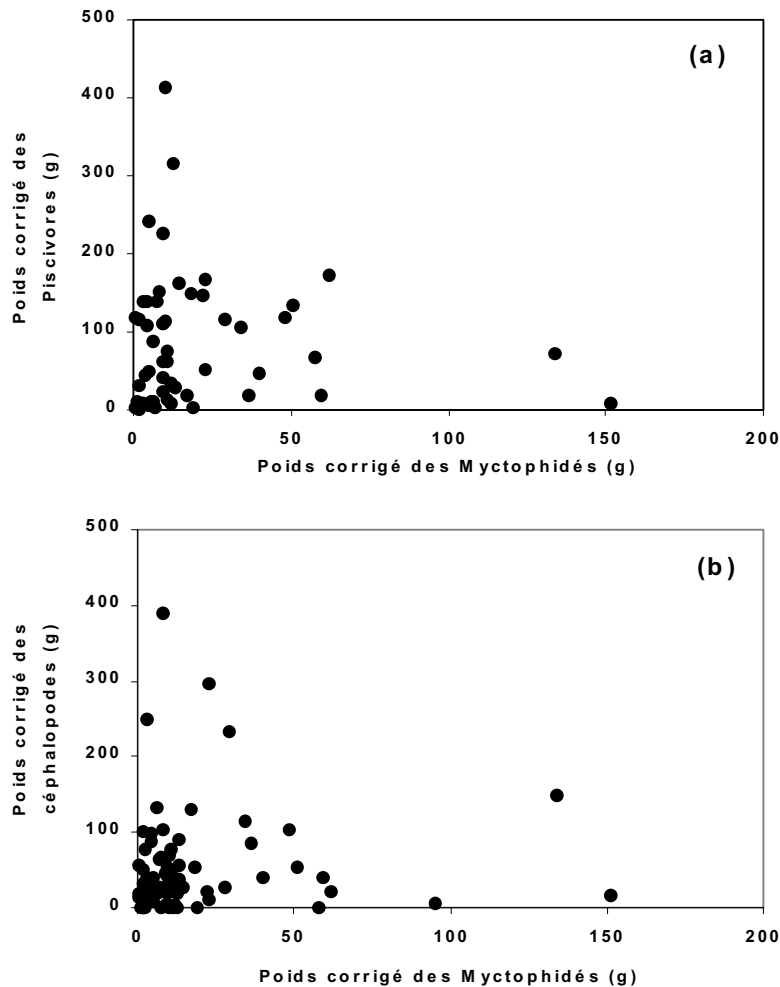 (a)
Poids corrigé des
Piscivores (g)
500
400
300
200
100
0
0 50 100 150 200
Poids corrigé des Myctophidés (g)
(b)
Poids corrigé des
céphalopodes (g)
500
400
300
200
100
0
0 50 100 150 200
Poids corrigé des Myctophidés (g)